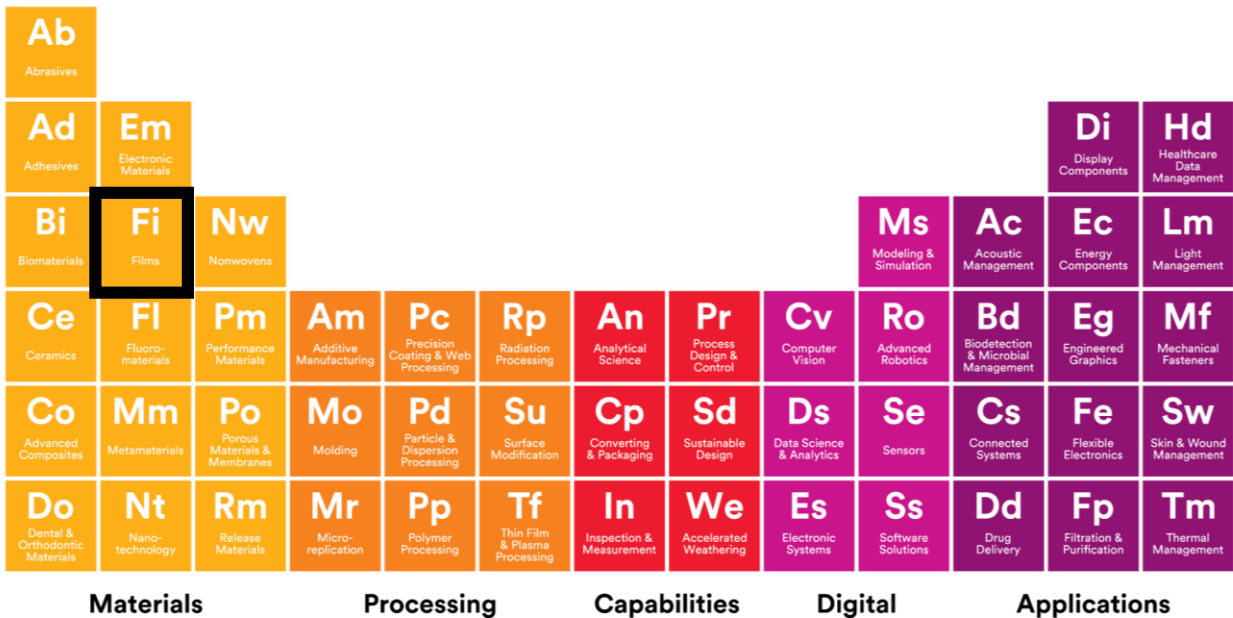 Ab
Abrasives
Ad
Adhesives
Em
Electronic
Materials
Di
Display
Components
Hd
Healthcare
Data
Management
Bi
Biomaterials
Fi
Films
Nw
Nonwovens
Ms
Modeling &
Simulation
Ac
Acoustic
Management
Ec
Energy
Components
Lm
Light
Management
Ce
Ceramics
Fl
Fluoro-
materials
Pm
Performance
Materials
Am
Additive
Manufacturing
Pc
Precision
Coating & Web
Processing
Rp
Radiation
Processing
An
Analytical
Science
Pr
Process
Design &
Control
Cv
Computer
Vision
Ro
Advanced
Robotics
Bd
Biodetection
& Microbial
Management
Eg
Engineered
Graphics
Mf
Mechanical
Fasteners
Co
Advanced
Composites
Mm
Metamaterials
Po
Porous
Materials &
Membranes
Mo
Molding
Pd
Particle &
Dispersion
Processing
Su
Surface
Modification
Cp
Converting
& Packaging
Sd
Sustainable
Design
Ds
Data Science
& Analytics
Se
Sensors
Cs
Connected
Systems
Fe
Flexible
Electronics
Sw
Skin & Wound
Management
Do
Dental &
Orthodontic
Materials
Nt
Nano-
technology
Rm
Release
Materials
Mr
Micro-
replication
Pp
Polymer
Processing
Tf
Thin Film
& Plasma
Processing
In
Inspection &
Measurement
We
Accelerated
Weathering
Es
Electronic
Systems
Ss
Software
Solutions
Dd
Drug
Delivery
Fp
Filtration &
Purification
Tm
Thermal
Management
Materials
Processing
Capabilities
Digital
Applications